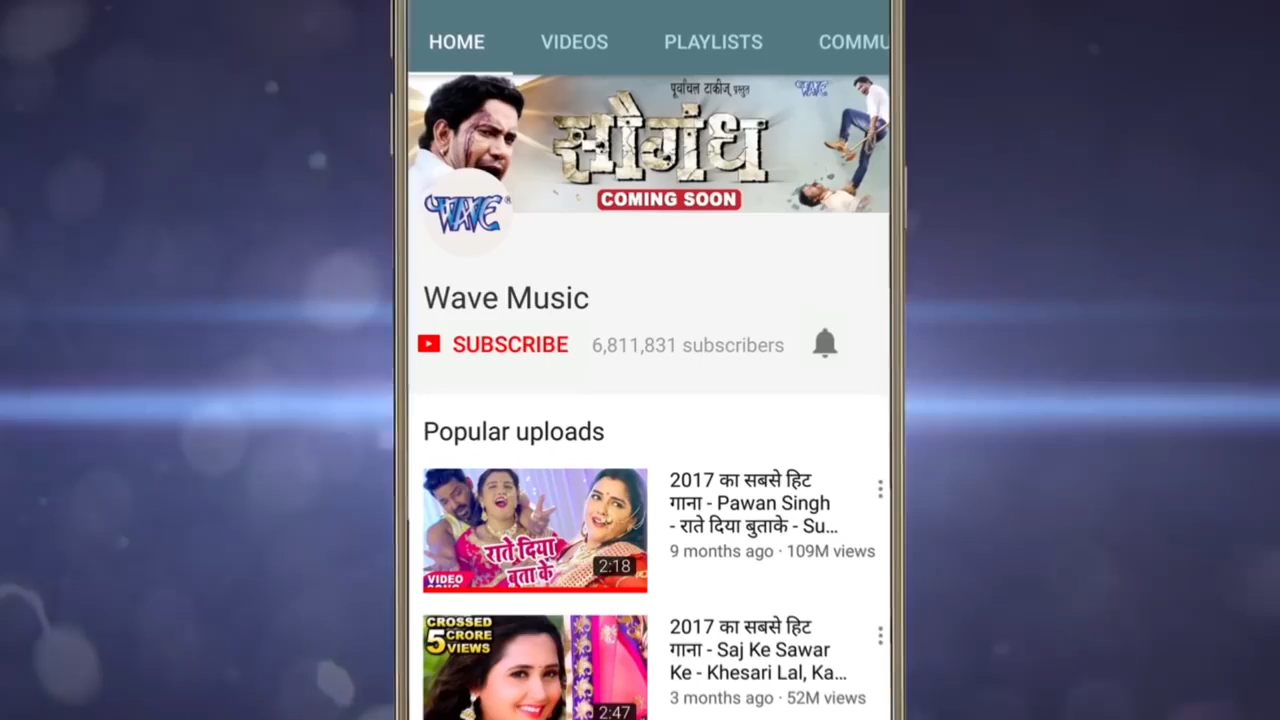 HOME VIDEOS PLAYLISTS COMMU
पूर्वांचल टाकीज् प्रस्तुत
WAVE
सौगंध
COMING SOON
WAVE®
Wave Music
SUBSCRIBE 6,811,831 subscribers
Popular uploads
2017 का सबसे हिट
गाना - Pawan Singh
- राते दिया बुताके - Su...
9 months ago · 109M views
राते दिया
बुता के
VIDEO
SONG
2:18
2017 का सबसे हिट
गाना - Saj Ke Sawar
Ke - Khesari Lal, Ka...
3 months ago · 52M views
CROSSED
5 CRORE
VIEWS
2:47